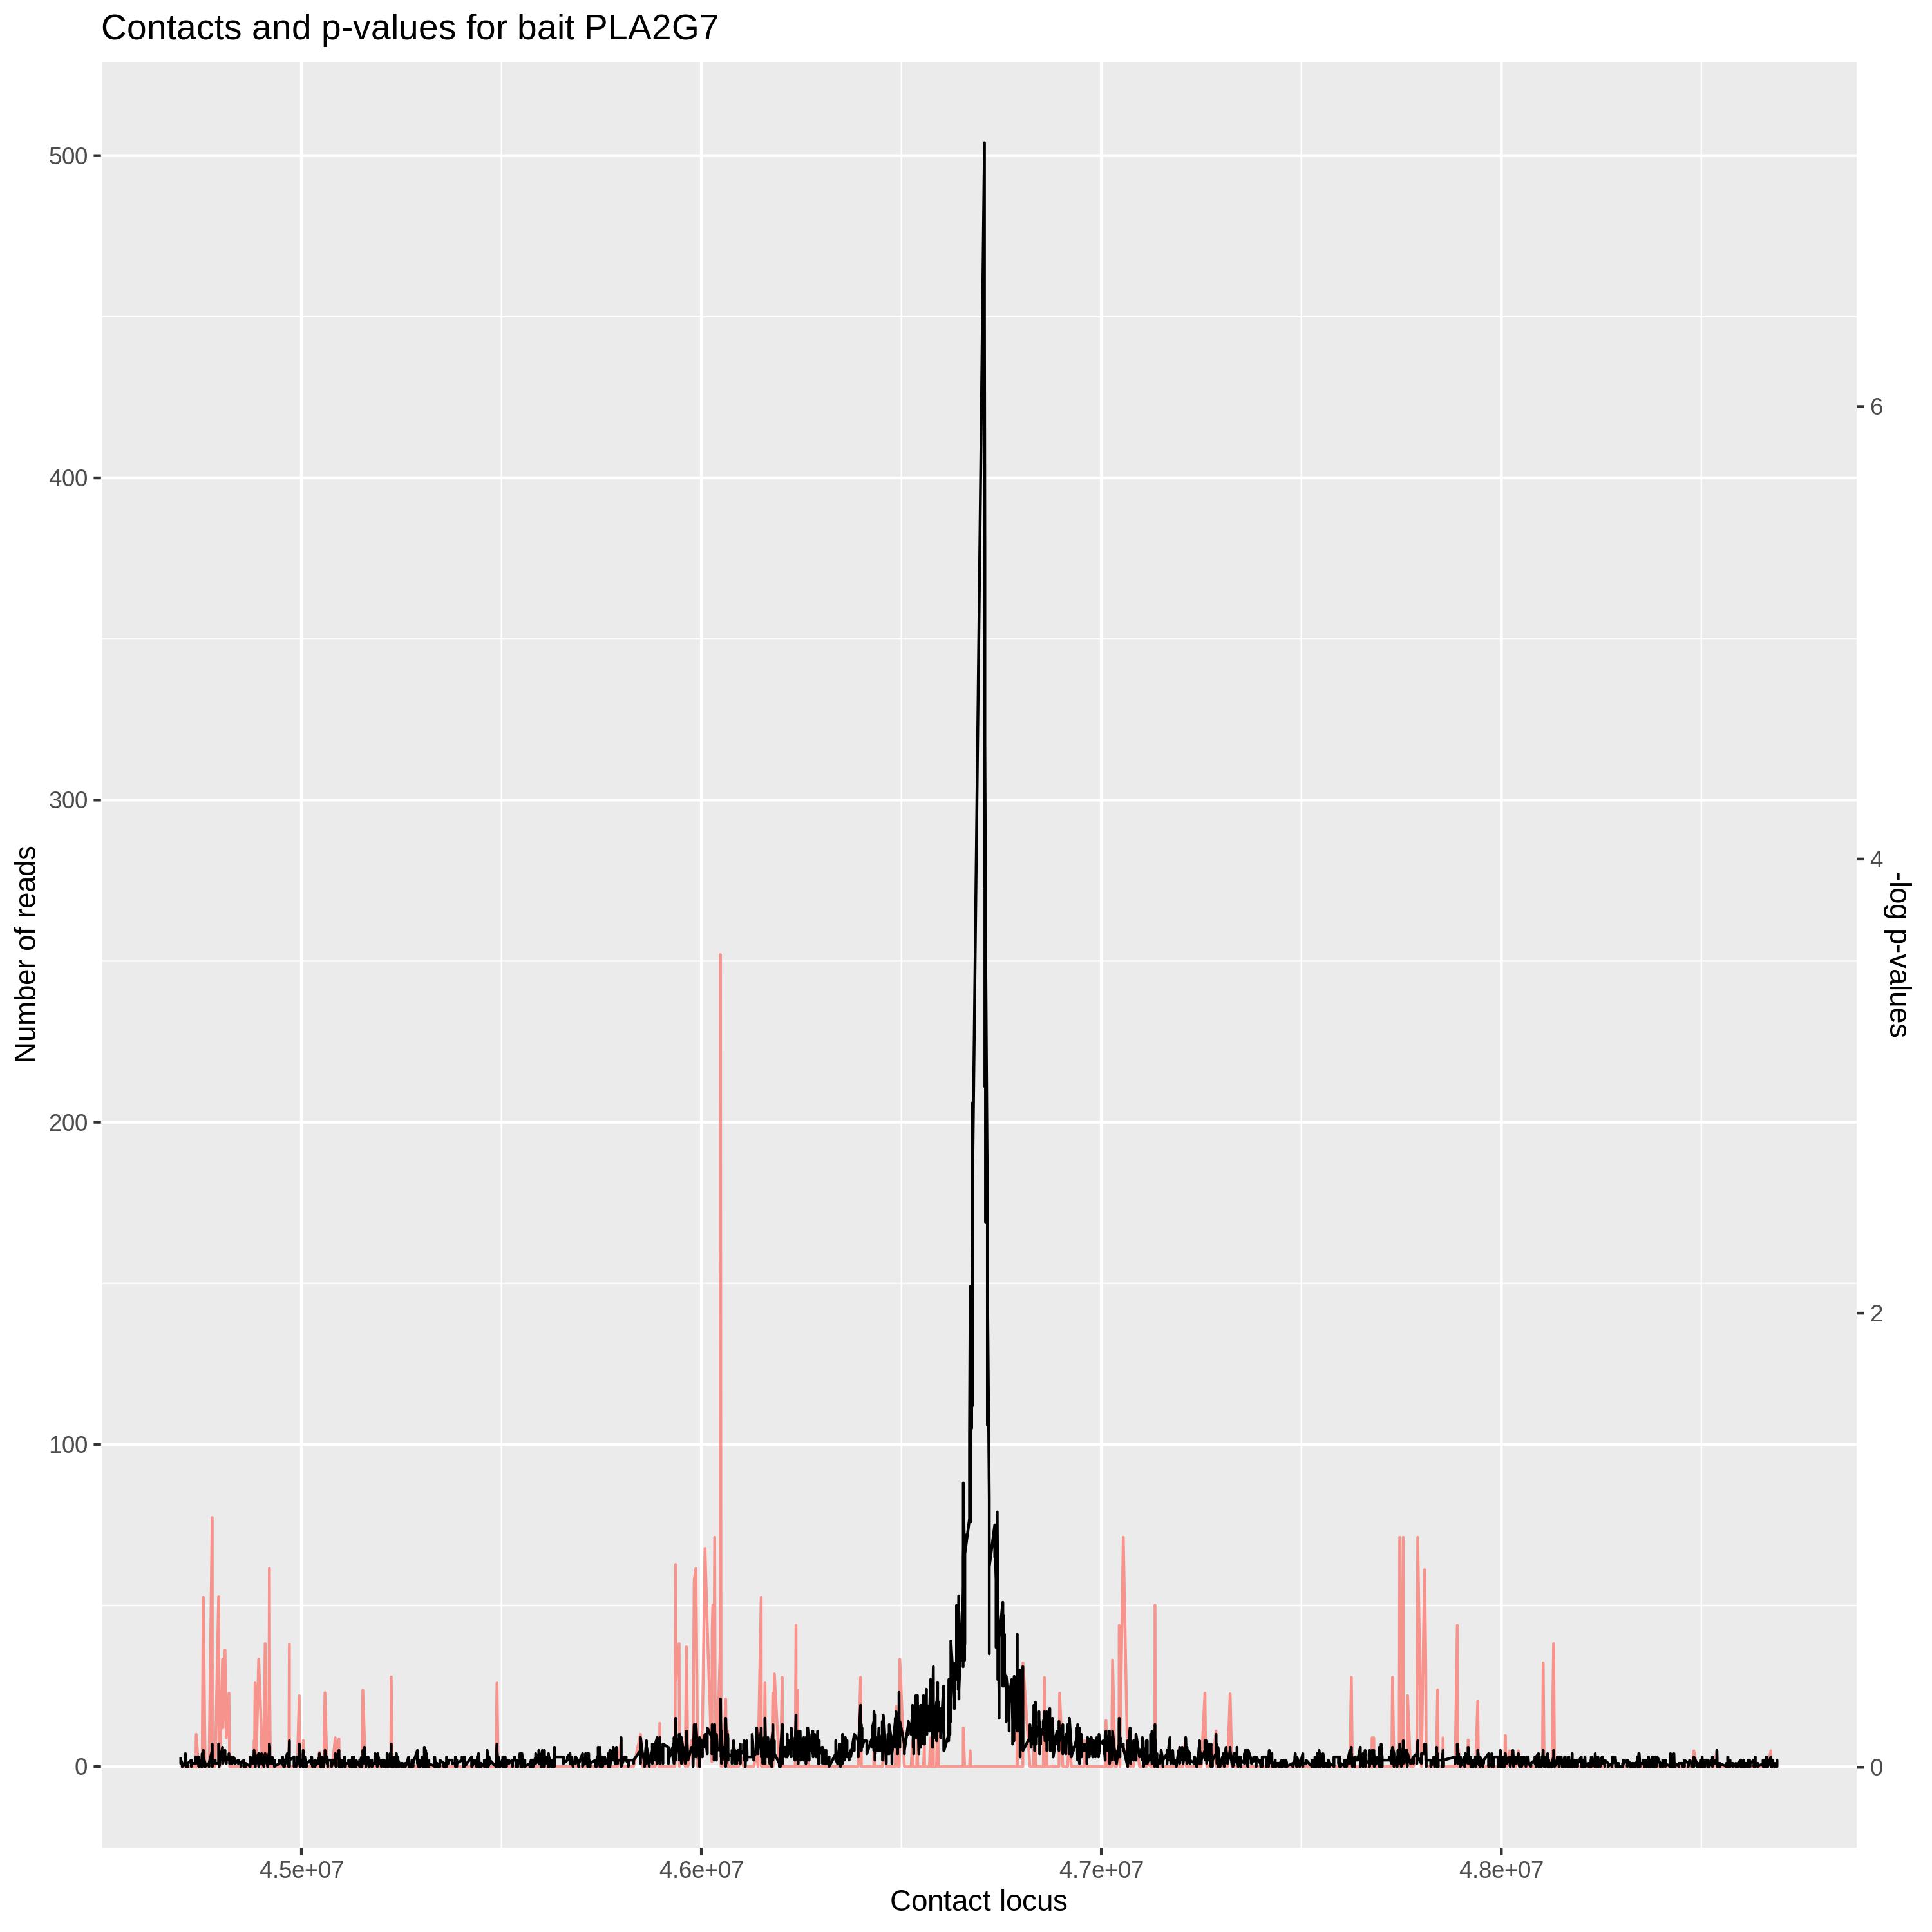 Contacts and p-values for bait PLA2G7
500
400
300
200
100
0
Number of reads
6
4
2
0
-log p-values
4.5e+07
4.6e+07
4.7e+07
4.8e+07
Contact locus